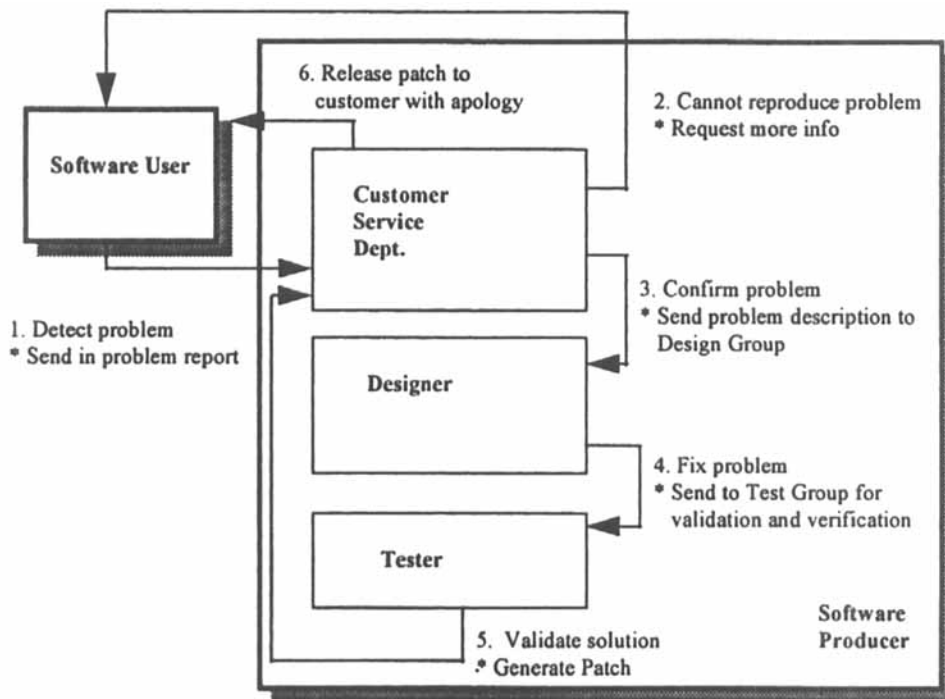 6. Release patch to
customer with apology
2. Cannot reproduce problem
* Request more info
Software User
Customer
Service
Dept.
3. Confirm problem
* Send problem description to
Design Group
1. Detect problem
* Send in problem report
Designer
4. Fix problem
* Send to Test Group for
validation and verification
Tester
Software
Producer
5. Validate solution
* Generate Patch